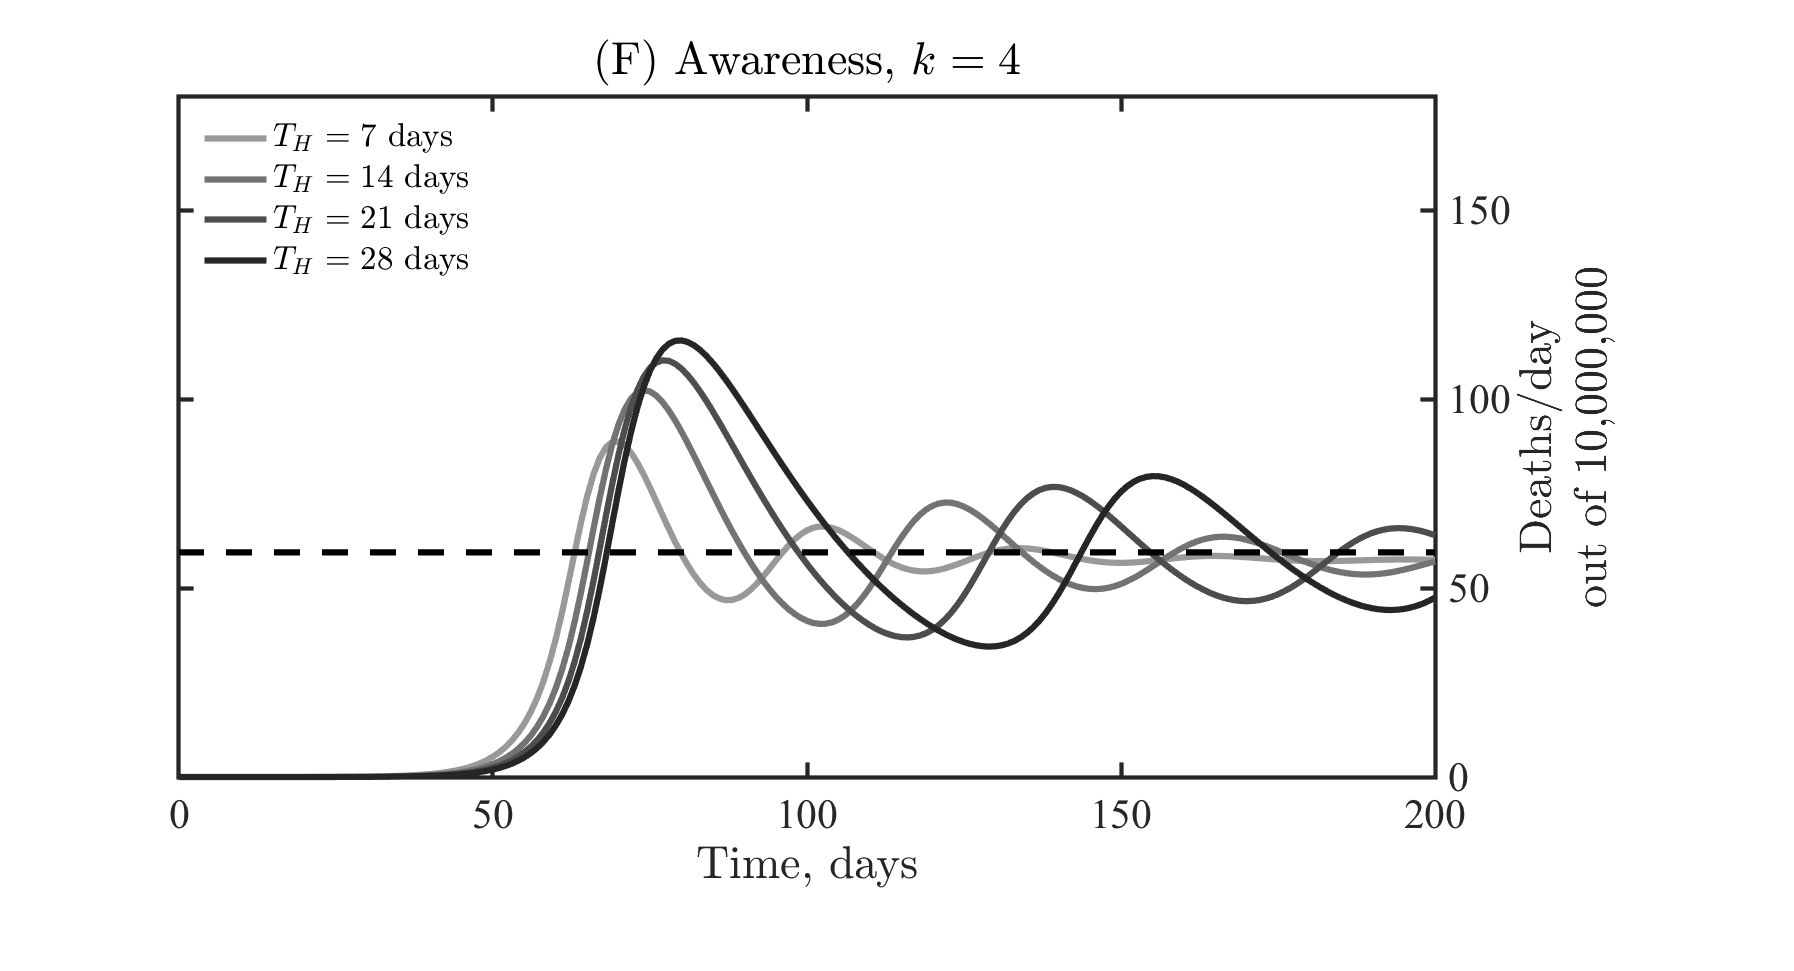 (F) Awareness, k = 4
T_H = 7 days
T_H = 14 days
T_H = 21 days
T_H = 28 days
150
100
50
0
Deaths/day
out of 10,000,000
0 50 100 150 200
Time, days